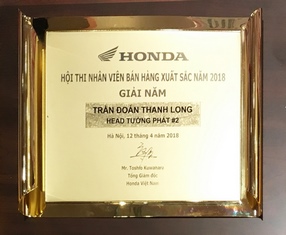 HONDA
HỘI THI NHÂN VIÊN BÁN HÀNG XUẤT SẮC NĂM 2018
GIẢI NĂM
TRẦN ĐOÀN THANH LONG
HEAD TƯỜNG PHÁT #2
Hà Nội, 12 tháng 4 năm 2018
Mr. Toshio Kuwahara
Tổng Giám đốc
Honda Việt Nam